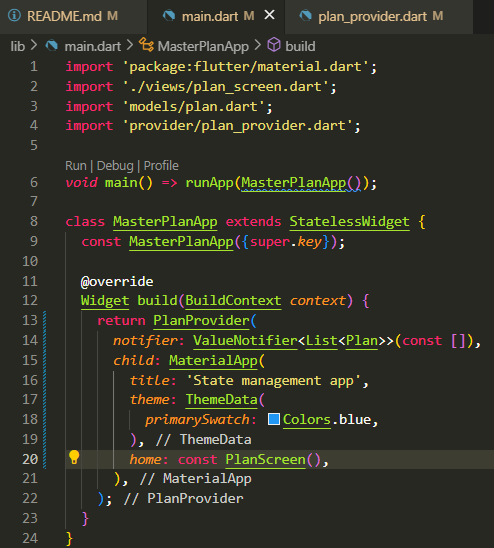 README.md M main.dart M plan_provider.dart
lib > main.dart > MasterPlanApp > build
1 import 'package:flutter/material.dart';
2 import './views/plan_screen.dart';
3 import 'models/plan.dart';
4 import 'provider/plan_provider.dart';
5
Run | Debug | Profile
6 void main() => runApp(MasterPlanApp());
7
8 class MasterPlanApp extends StatelessWidget {
9 const MasterPlanApp({super.key});
10
11 @override
12 Widget build(BuildContext context) {
13 return PlanProvider(
14 notifier: ValueNotifier<List<Plan>>(const []),
15 child: MaterialApp(
16 title: 'State management app',
17 theme: ThemeData(
18 primarySwatch: Colors.blue,
19 ), // ThemeData
20 home: const PlanScreen(),
21 ), // MaterialApp
22 ); // PlanProvider
23 }
24 }